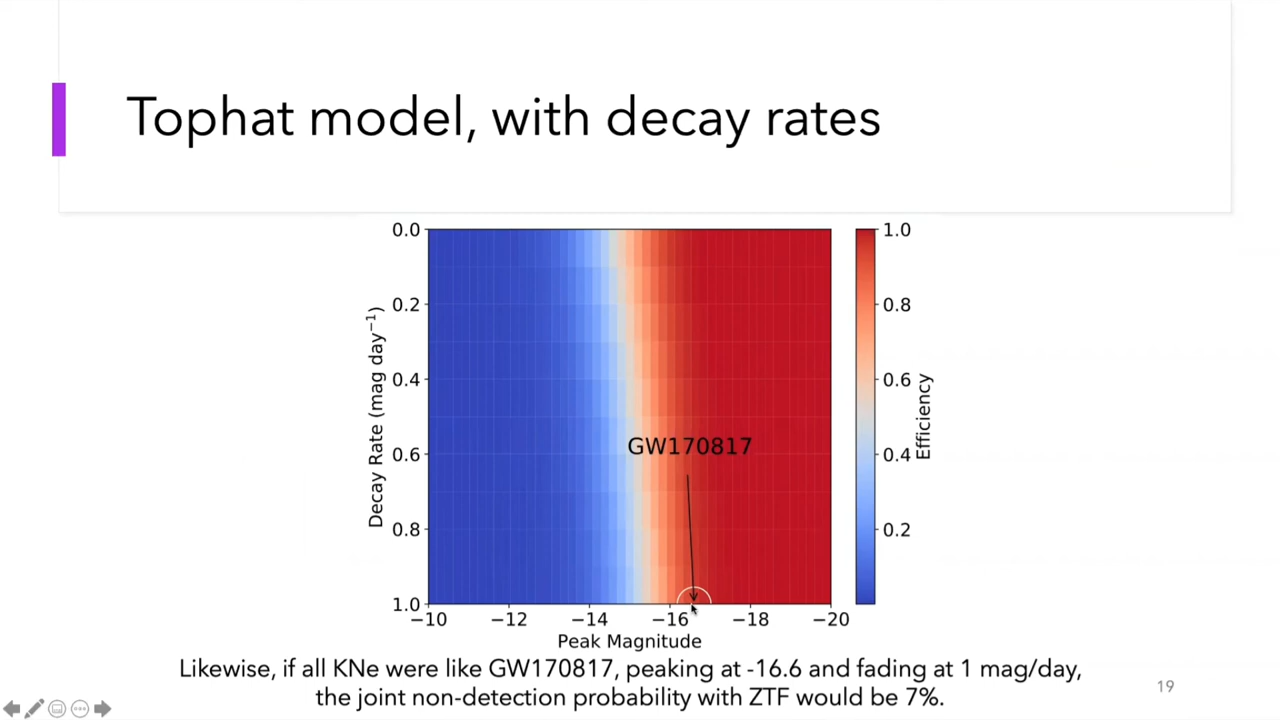 Tophat model, with decay rates
0.0
0.2
0.4
0.6
0.8
1.0
Decay Rate (mag day⁻¹)
GW170817
−10
−12
−14
−16
−18
−20
Peak Magnitude
1.0
0.8
0.6
0.4
0.2
Efficiency
Likewise, if all KNe were like GW170817, peaking at -16.6 and fading at 1 mag/day,
the joint non-detection probability with ZTF would be 7%.
19